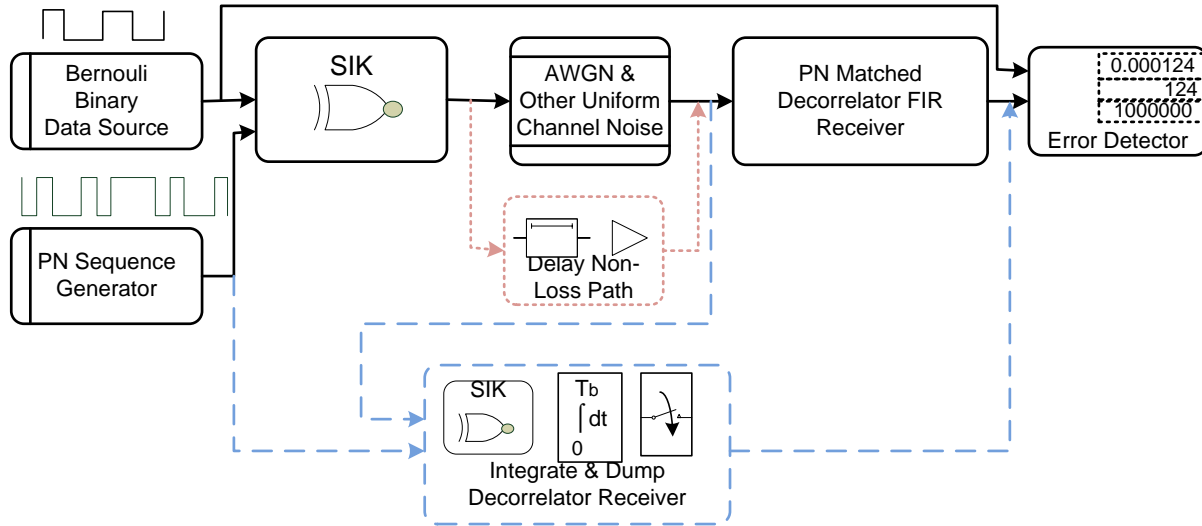 Bernouli
Binary
Data Source
SIK
AWGN &
Other Uniform
Channel Noise
PN Matched
Decorrelator FIR
Receiver
0.000124
124
1000000
Error Detector
PN Sequence
Generator
Delay Non-
Loss Path
SIK
Tb
∫ dt
0
Integrate & Dump
Decorrelator Receiver